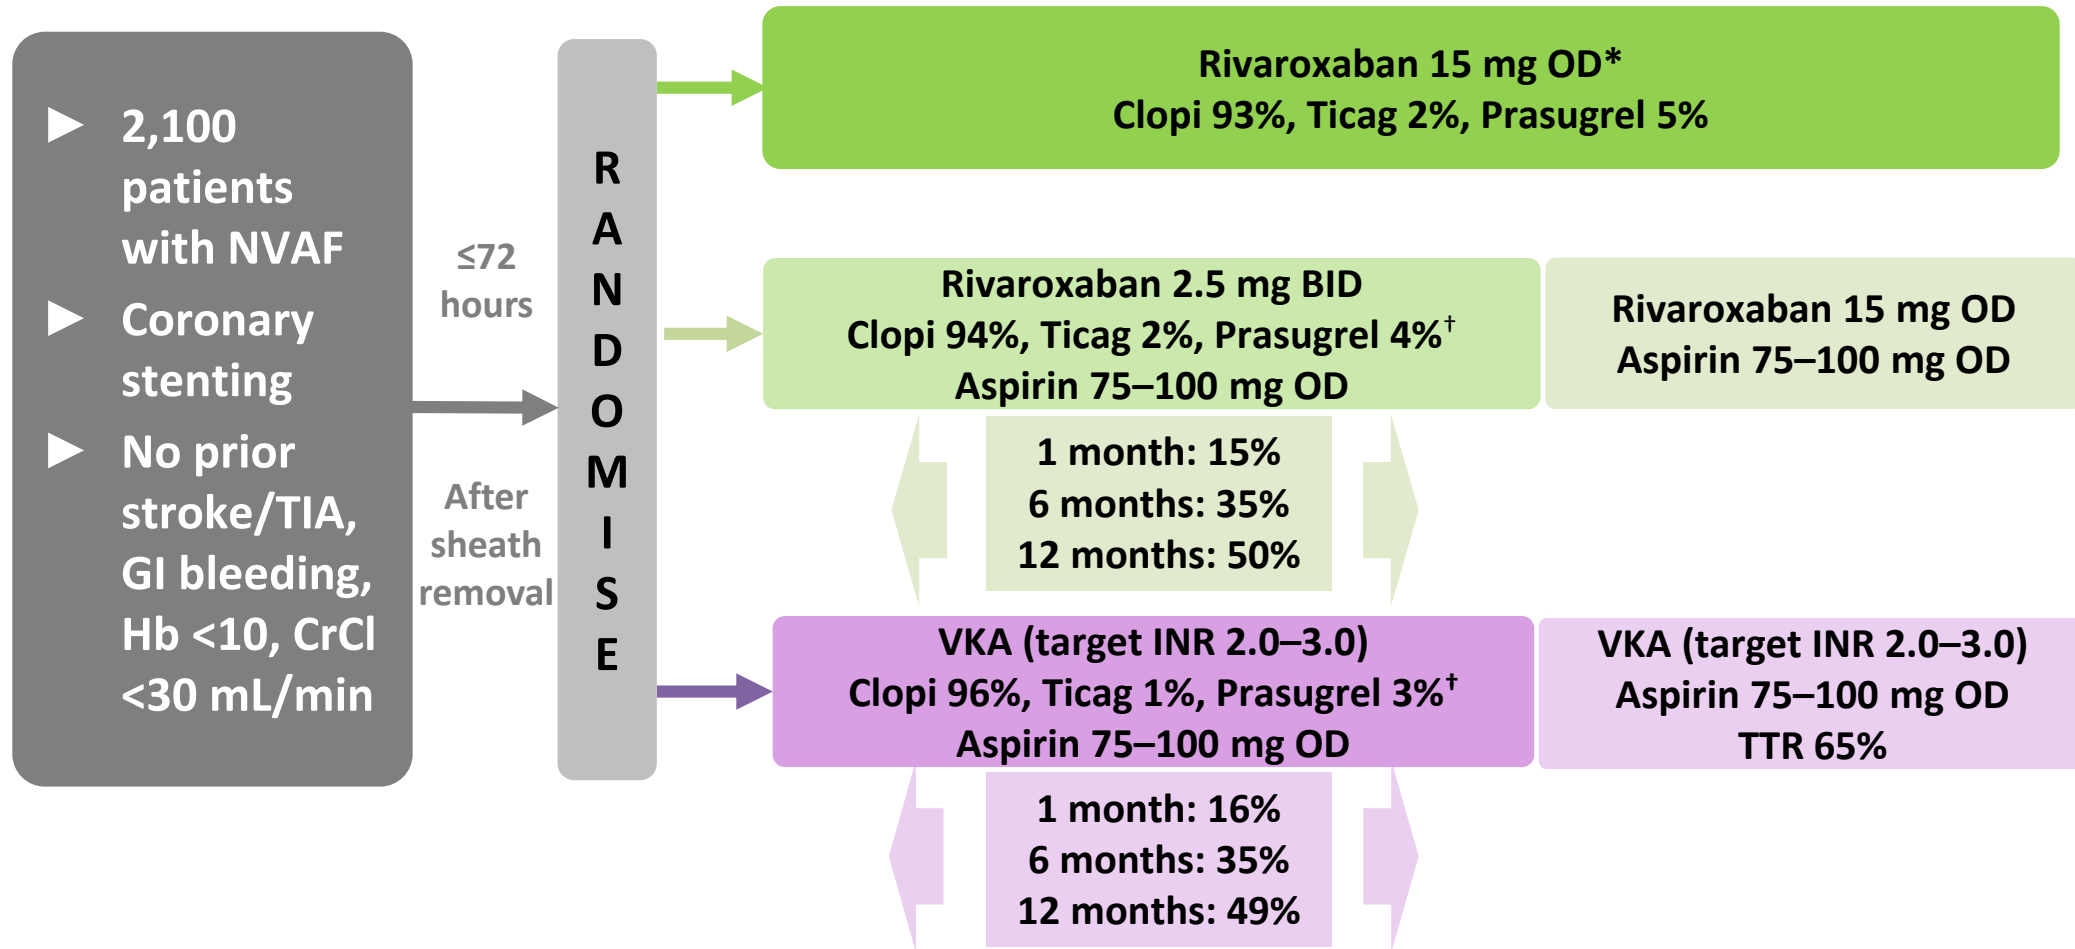 ► 2,100
patients
with NVAF
► Coronary
stenting
► No prior
stroke/TIA,
GI bleeding,
Hb <10, CrCl
<30 mL/min
≤72
hours
After
sheath
removal
R
A
N
D
O
M
I
S
E
Rivaroxaban 15 mg OD*
Clopi 93%, Ticag 2%, Prasugrel 5%
Rivaroxaban 2.5 mg BID
Clopi 94%, Ticag 2%, Prasugrel 4%†
Aspirin 75–100 mg OD
Rivaroxaban 15 mg OD
Aspirin 75–100 mg OD
1 month: 15%
6 months: 35%
12 months: 50%
VKA (target INR 2.0–3.0)
Clopi 96%, Ticag 1%, Prasugrel 3%†
Aspirin 75–100 mg OD
VKA (target INR 2.0–3.0)
Aspirin 75–100 mg OD
TTR 65%
1 month: 16%
6 months: 35%
12 months: 49%